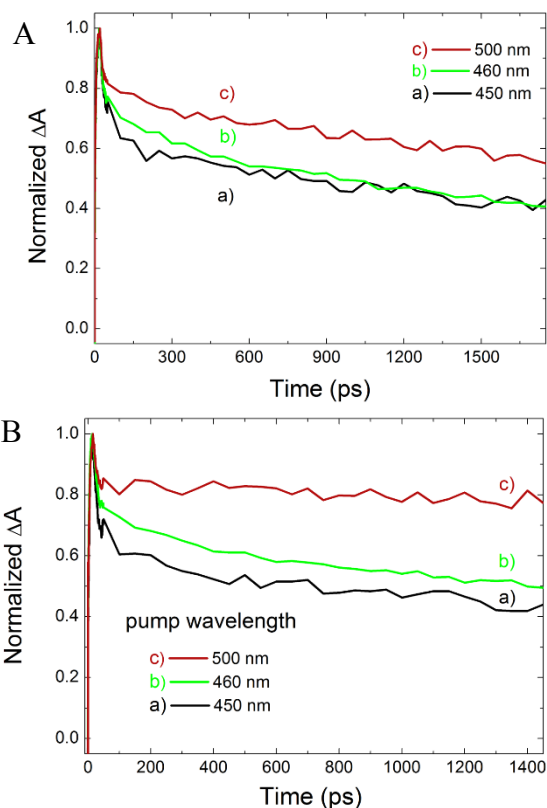 A
Normalized ΔA
1.0
0.8
0.6
0.4
0.2
0.0
c) 500 nm
b) 460 nm
a) 450 nm
c)
b)
a)
0 300 600 900 1200 1500
Time (ps)
B
Normalized ΔA
1.0
0.8
0.6
0.4
0.2
0.0
c)
b)
a)
pump wavelength
c) 500 nm
b) 460 nm
a) 450 nm
0 200 400 600 800 1000 1200 1400
Time (ps)